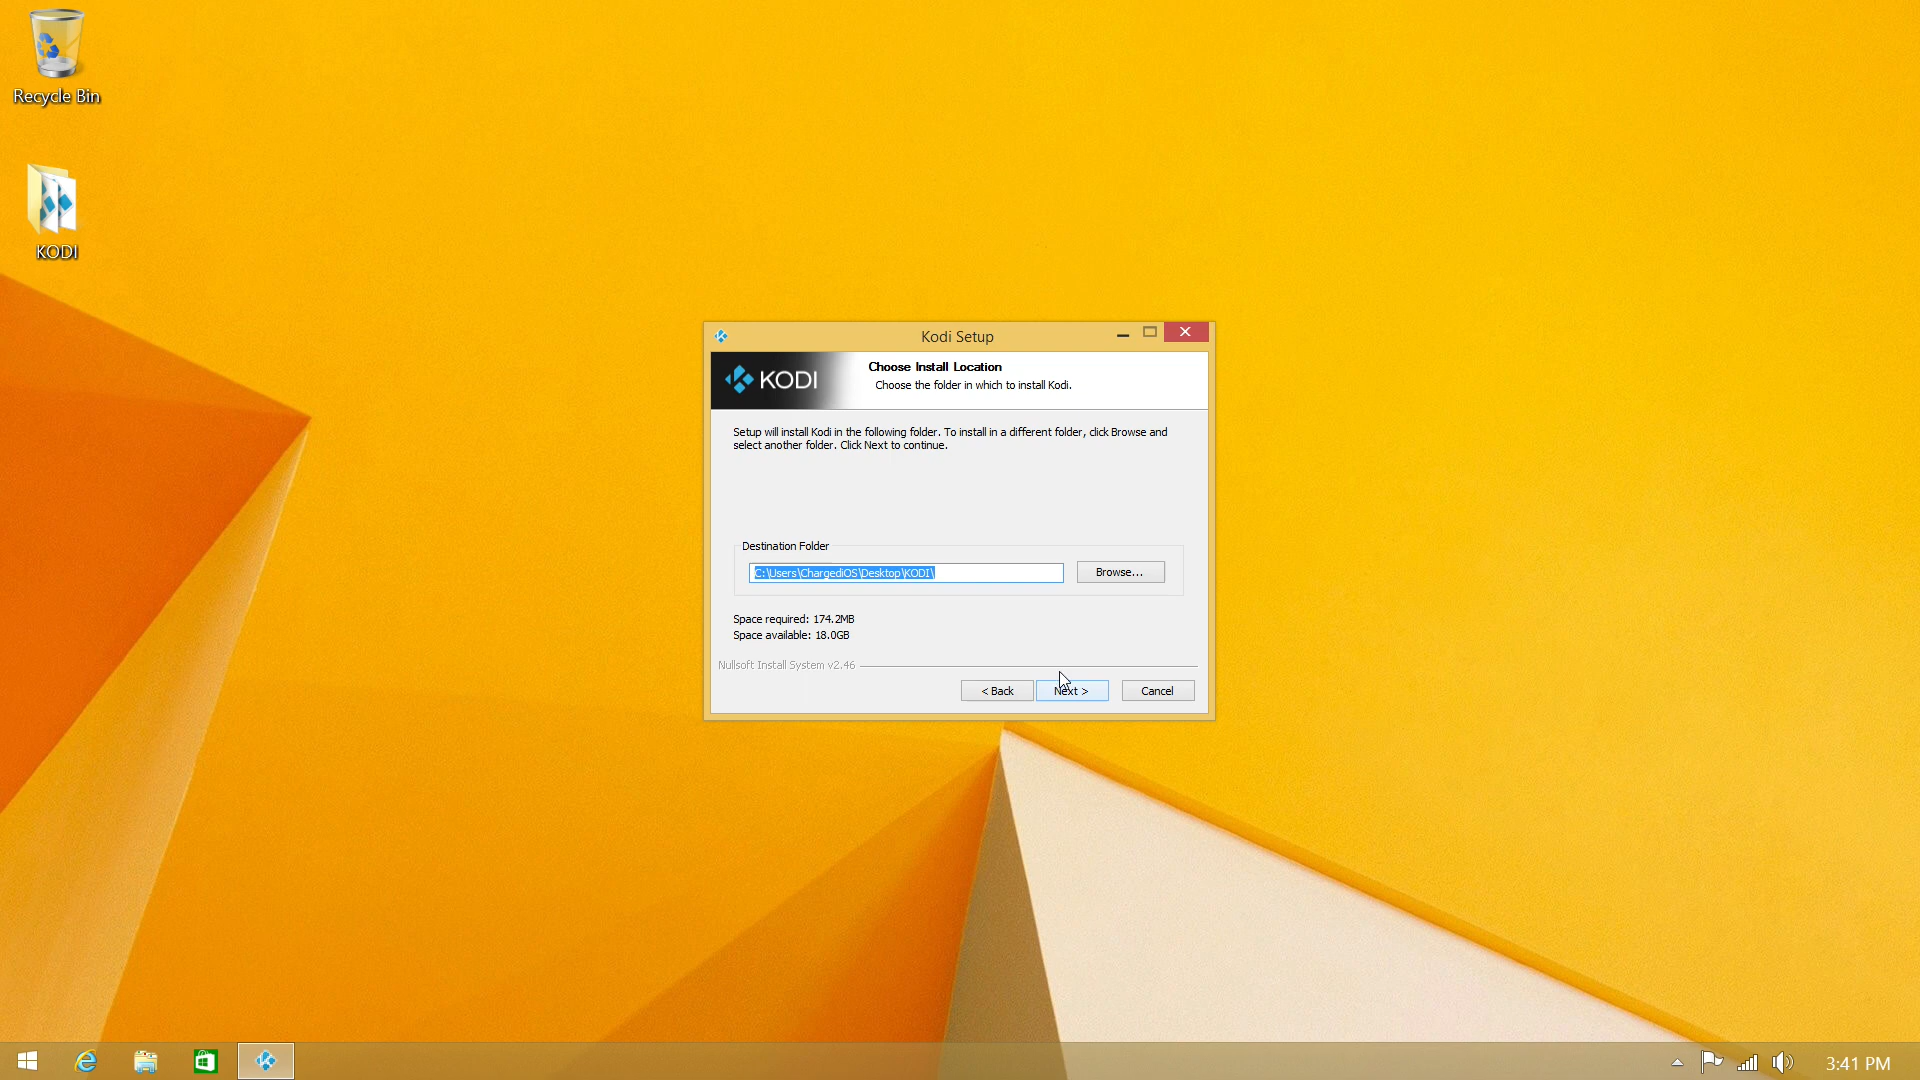 Recycle Bin
KODI
Kodi Setup
KODI
Choose Install Location
Choose the folder in which to install Kodi.
Setup will install Kodi in the following folder. To install in a different folder, click Browse and
select another folder. Click Next to continue.
Destination Folder
C:\Users\ChargediOS\Desktop\KODI\
Browse...
Space required: 174.2MB
Space available: 18.0GB
Nullsoft Install System v2.46
< Back
Next >
Cancel
3:41 PM